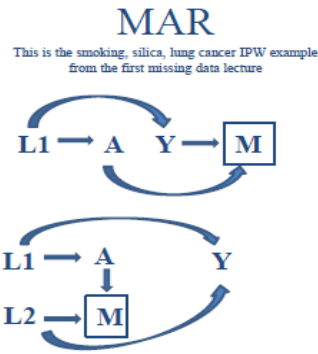 MAR
This is the smoking, silica, lung cancer IPW example
from the first missing data lecture
L1 A Y M
L1 A Y
L2 M